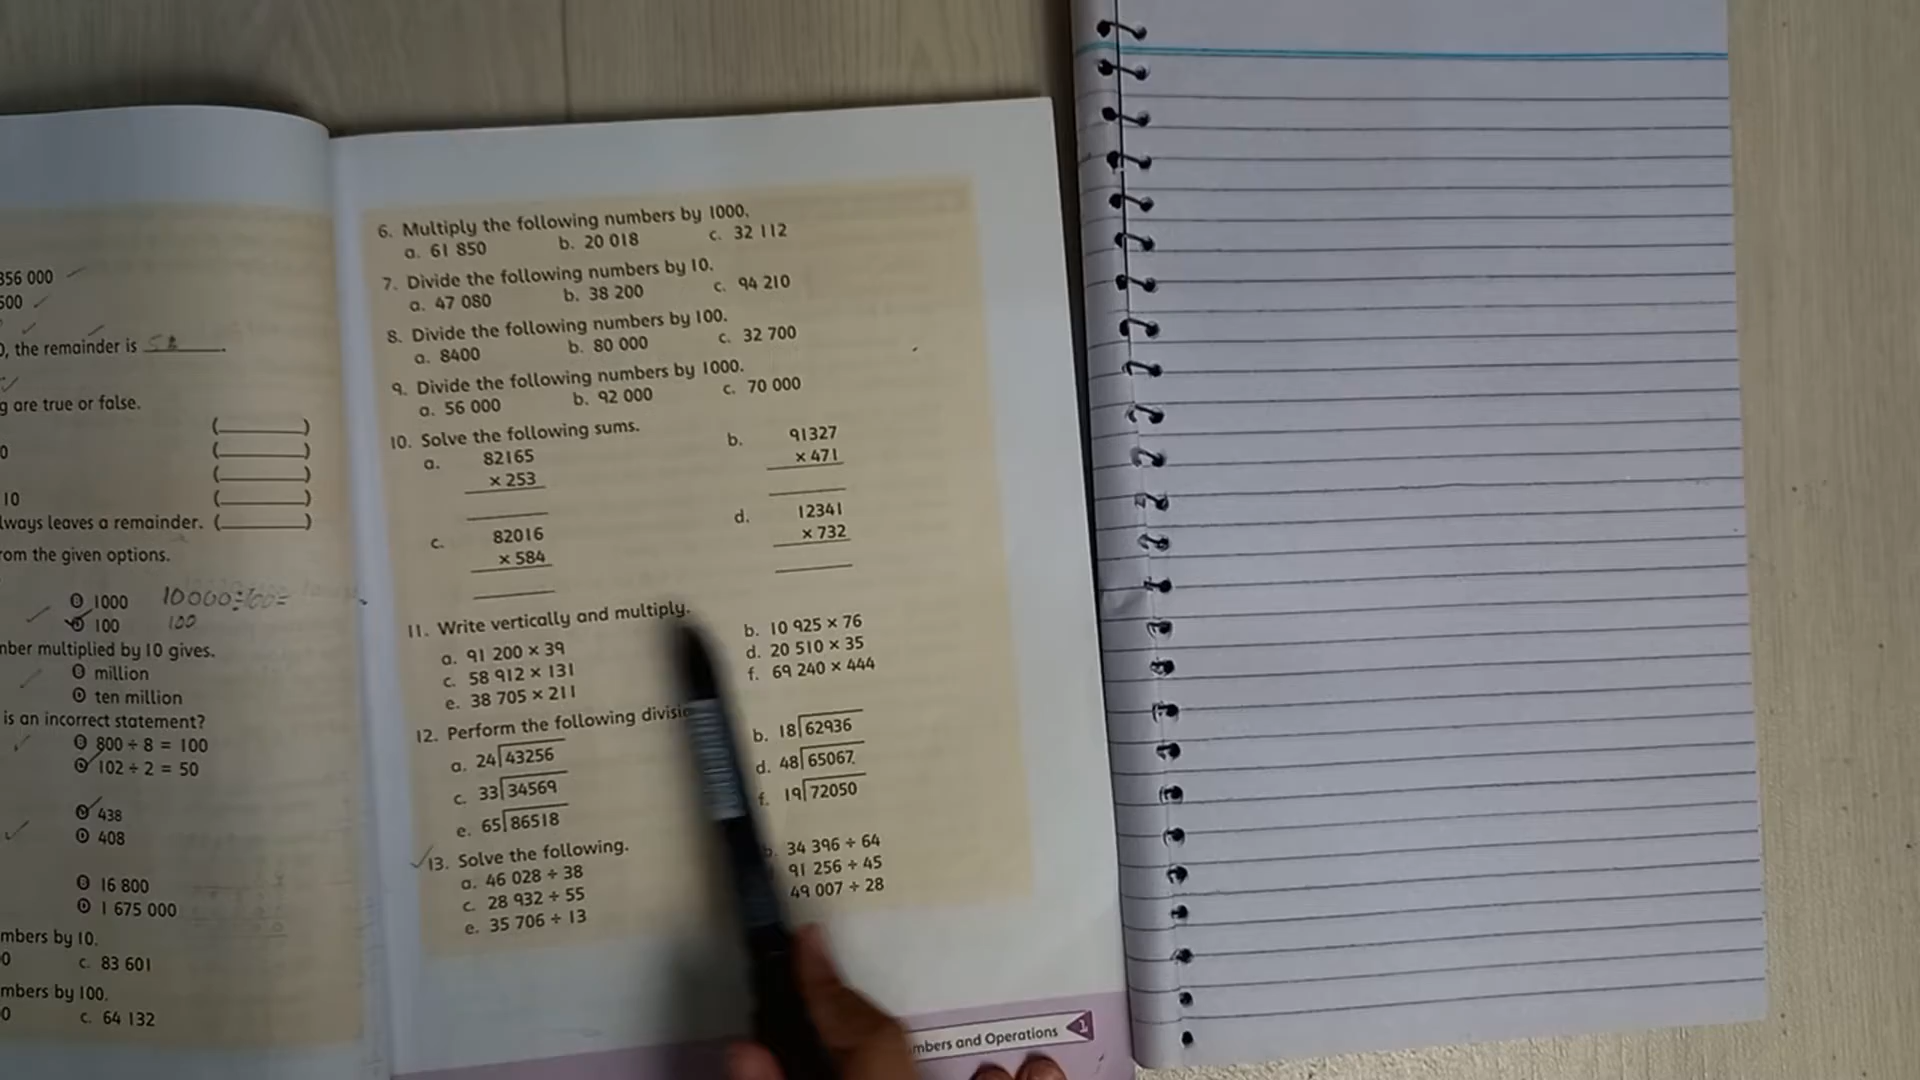 356 000
500
0, the remainder is
g are true or false.
(          )
0 (          )
(          )
10 (          )
lways leaves a remainder. (          )
rom the given options.
B 1000 10000÷100=
D 100 100
nber multiplied by 10 gives.
B million
D ten million
is an incorrect statement?
B 800 ÷ 8 = 100
D 102 ÷ 2 = 50
B 438
D 408
B 16 800
D 1 675 000
mbers by 10.
0 c. 83 601
mbers by 100.
0 c. 64 132
6. Multiply the following numbers by 1000.
a. 61 850 b. 20 018 c. 32 112
7. Divide the following numbers by 10.
a. 47 080 b. 38 200 c. 94 210
8. Divide the following numbers by 100.
a. 8400 b. 80 000 c. 32 700
9. Divide the following numbers by 1000.
a. 56 000 b. 92 000 c. 70 000
10. Solve the following sums.
a. 82165 b. 91327
× 253 × 471
c. 82016 d. 12341
× 584 × 732
11. Write vertically and multiply.
a. 91 200 × 39 b. 10 925 × 76
c. 58 912 × 131 d. 20 510 × 35
e. 38 705 × 211 f. 69 240 × 444
12. Perform the following divisio
a. 24⟌43256 b. 18⟌62936
c. 33⟌34569 d. 48⟌65067.
e. 65⟌86518 f. 19⟌72050
13. Solve the following.
a. 46 028 ÷ 38 b. 34 396 ÷ 64
c. 28 932 ÷ 55 91 256 ÷ 45
e. 35 706 ÷ 13 49 007 ÷ 28
mbers and Operations 1